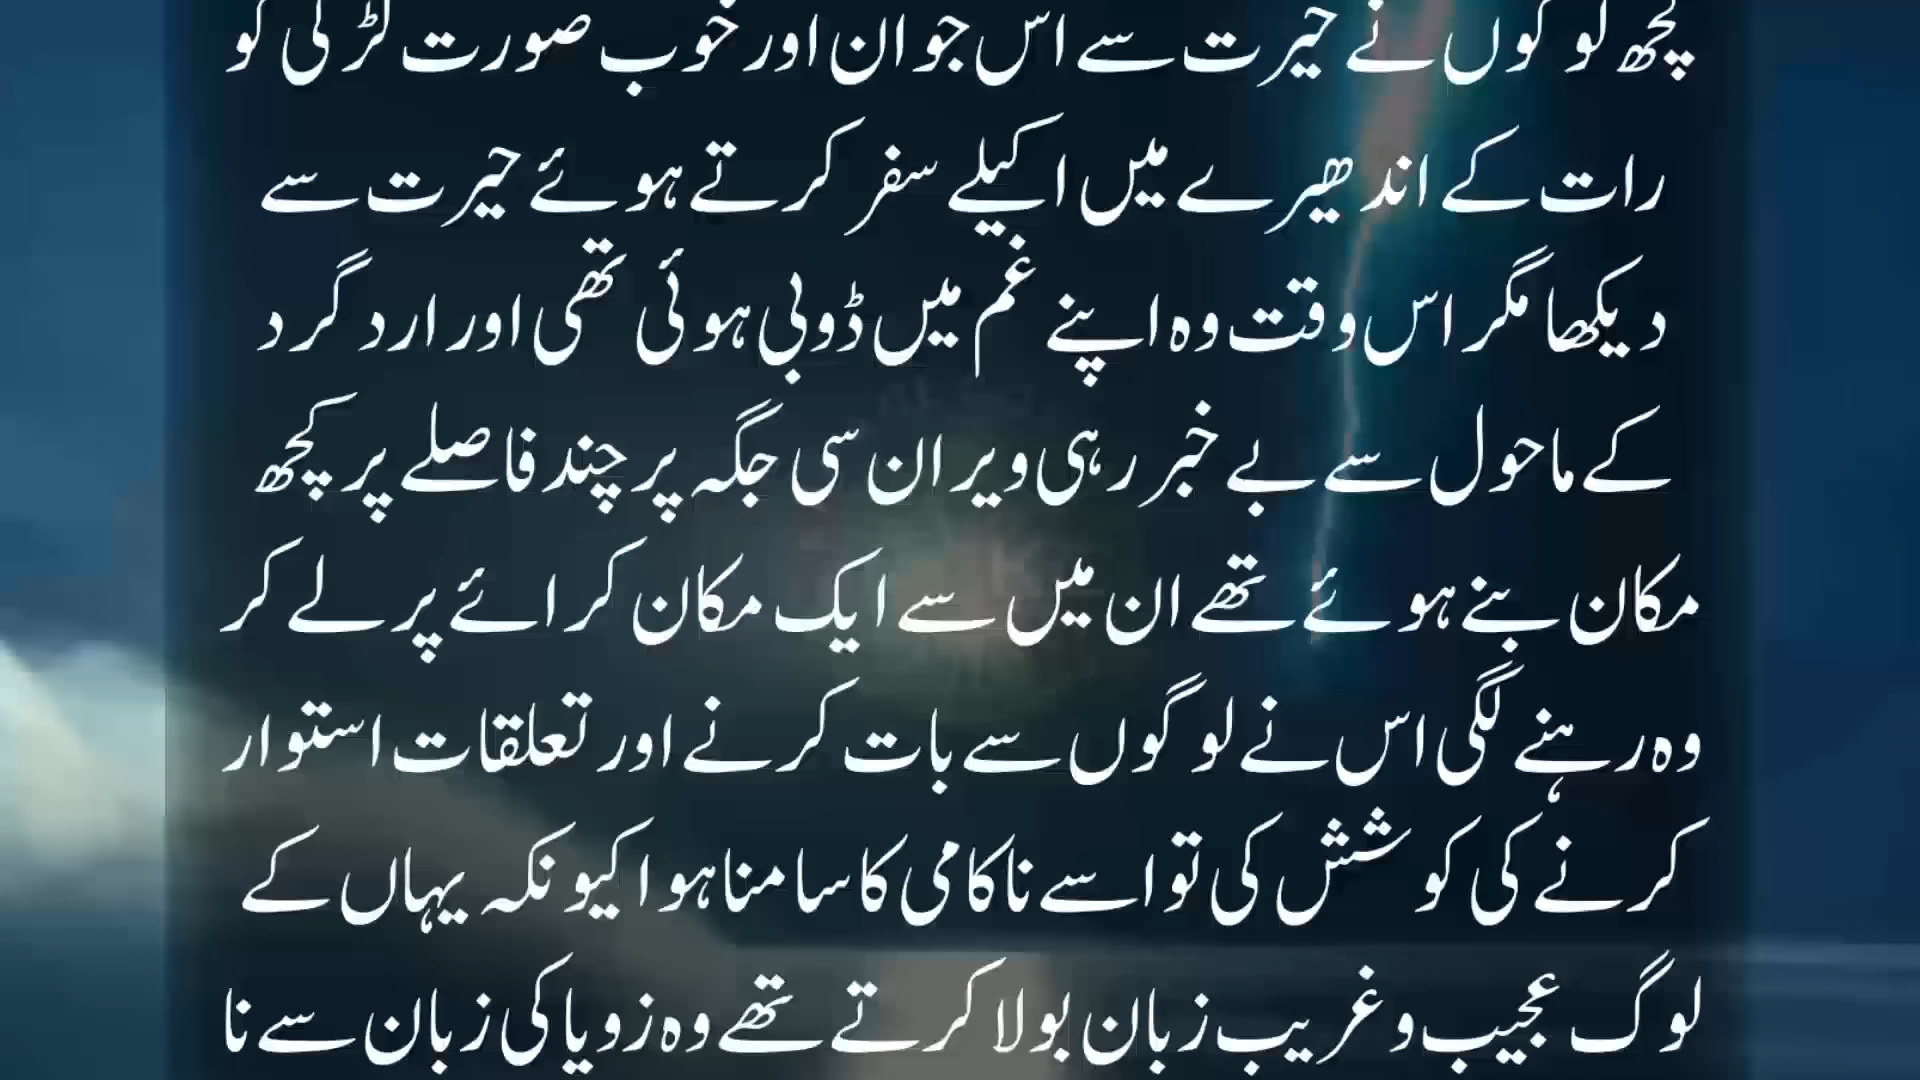 کچھ لوگوں نے حیرت سے اس جوان اور خوب صورت لڑکی کو
رات کے اندھیرے میں اکیلے سفر کرتے ہوئے حیرت سے
دیکھا مگر اس وقت وہ اپنے غم میں ڈوبی ہوئی تھی اور ارد گرد
کے ماحول سے بے خبر رہی ویران سی جگہ پر چند فاصلے پر کچھ
مکان بنے ہوئے تھے ان میں سے ایک مکان کرائے پر لے کر
وہ رہنے لگی اس نے لوگوں سے بات کرنے اور تعلقات استوار
کرنے کی کوشش کی تو اسے ناکامی کا سامنا ہوا کیونکہ یہاں کے
لوگ عجیب و غریب زبان بولا کرتے تھے وہ زویا کی زبان سے نا